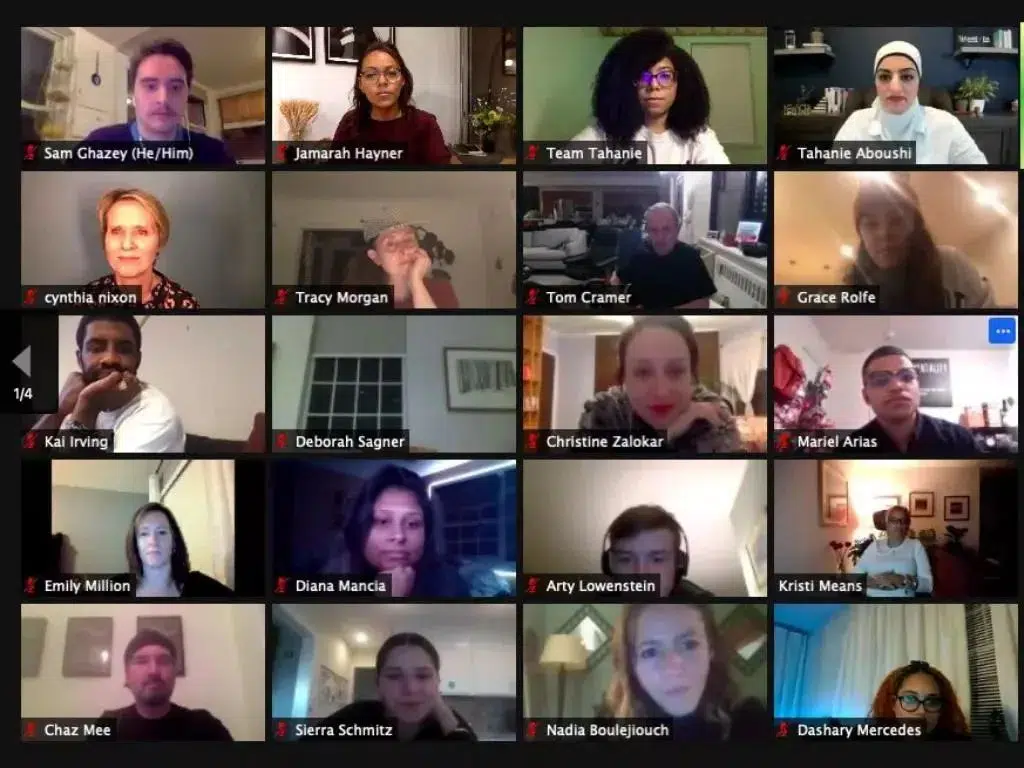 Sam Ghazey (He/Him)
Jamarah Hayner
Team Tahanie
Tahanie Aboushi
cynthia nixon
Tracy Morgan
Tom Cramer
Grace Rolfe
1/4
Kai Irving
Deborah Sagner
Christine Zalokar
Mariel Arias
Emily Million
Diana Mancia
Arty Lowenstein
Kristi Means
Chaz Mee
Sierra Schmitz
Nadia Boulejiouch
Dashary Mercedes